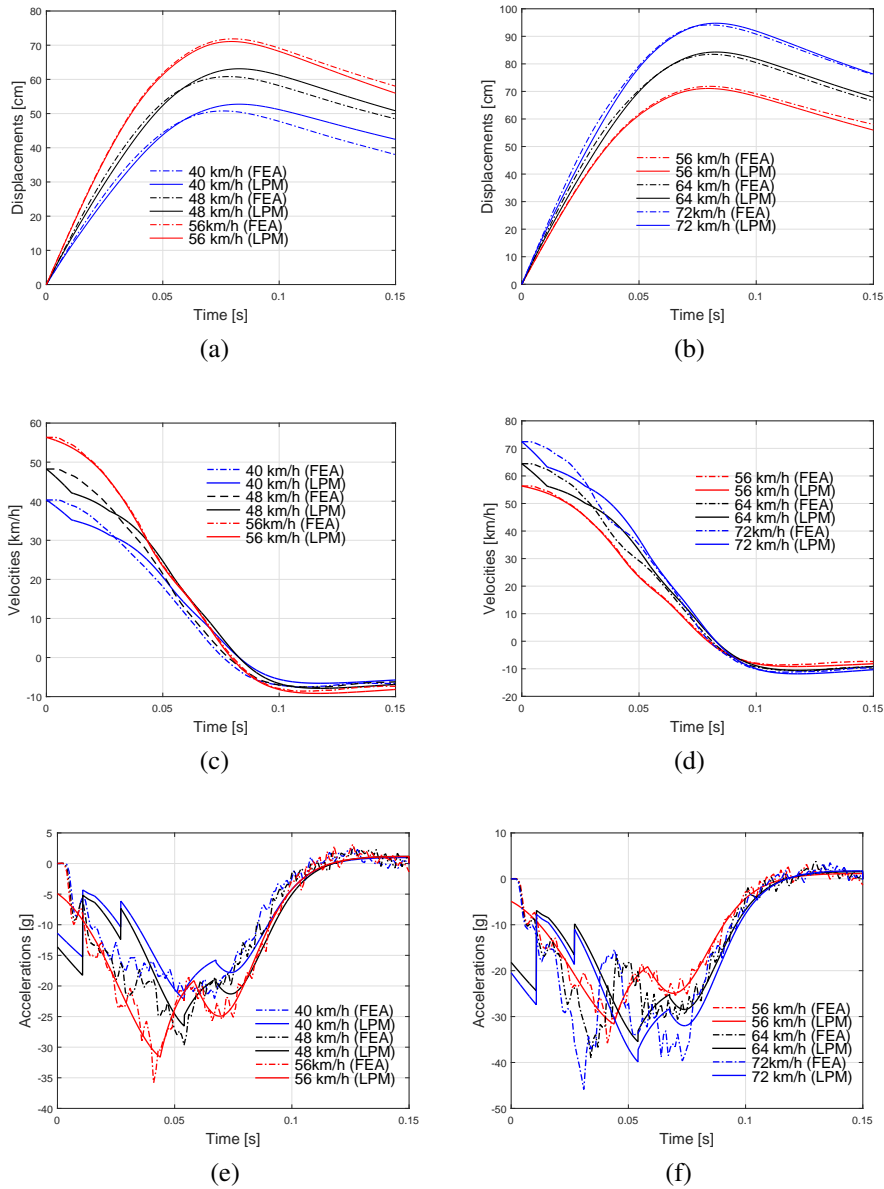 80
70
60
50
40
30
20
10
0
Displacements [cm]
40 km/h (FEA)
40 km/h (LPM)
48 km/h (FEA)
48 km/h (LPM)
56km/h (FEA)
56 km/h (LPM)
0 0.05 0.1 0.15
Time [s]
(a)
100
90
80
70
60
50
40
30
20
10
0
Displacements [cm]
56 km/h (FEA)
56 km/h (LPM)
64 km/h (FEA)
64 km/h (LPM)
72km/h (FEA)
72 km/h (LPM)
0 0.05 0.1 0.15
Time [s]
(b)
60
50
40
30
20
10
0
-10
Velocities [km/h]
40 km/h (FEA)
40 km/h (LPM)
48 km/h (FEA)
48 km/h (LPM)
56km/h (FEA)
56 km/h (LPM)
0 0.05 0.1 0.15
Time [s]
(c)
80
70
60
50
40
30
20
10
0
-10
-20
Velocities [km/h]
56 km/h (FEA)
56 km/h (LPM)
64 km/h (FEA)
64 km/h (LPM)
72km/h (FEA)
72 km/h (LPM)
0 0.05 0.1 0.15
Time [s]
(d)
5
0
-5
-10
-15
-20
-25
-30
-35
-40
Accelerations [g]
40 km/h (FEA)
40 km/h (LPM)
48 km/h (FEA)
48 km/h (LPM)
56km/h (FEA)
56 km/h (LPM)
0 0.05 0.1 0.15
Time [s]
(e)
10
0
-10
-20
-30
-40
-50
Accelerations [g]
56 km/h (FEA)
56 km/h (LPM)
64 km/h (FEA)
64 km/h (LPM)
72km/h (FEA)
72 km/h (LPM)
0 0.05 0.1 0.15
Time [s]
(f)